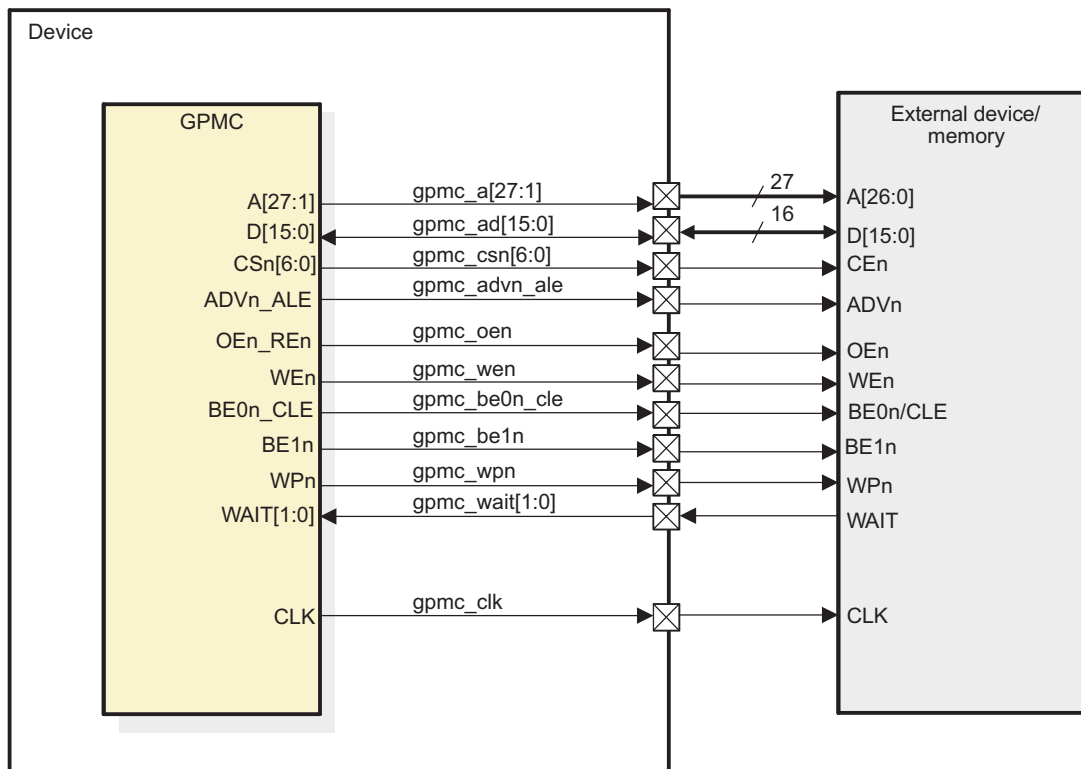 Device
GPMC
External device/
memory
A[27:1] gpmc_a[27:1] 27 A[26:0]
D[15:0] gpmc_ad[15:0] 16 D[15:0]
CSn[6:0] gpmc_csn[6:0] CEn
ADVn_ALE gpmc_advn_ale ADVn
OEn_REn gpmc_oen OEn
WEn gpmc_wen WEn
BE0n_CLE gpmc_be0n_cle BE0n/CLE
BE1n gpmc_be1n BE1n
WPn gpmc_wpn WPn
WAIT[1:0] gpmc_wait[1:0] WAIT
CLK gpmc_clk CLK